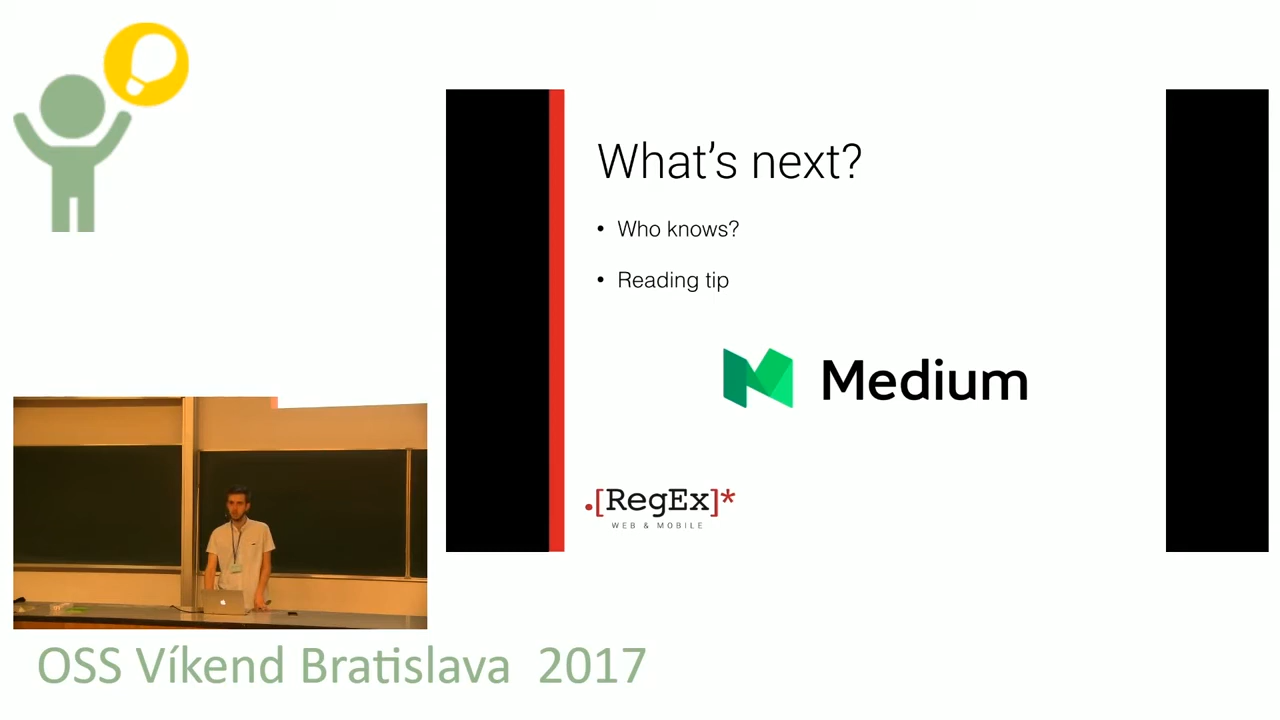 What’s next?
• Who knows?
• Reading tip
Medium
.[RegEx]*
WEB & MOBILE
OSS Víkend Bratislava 2017